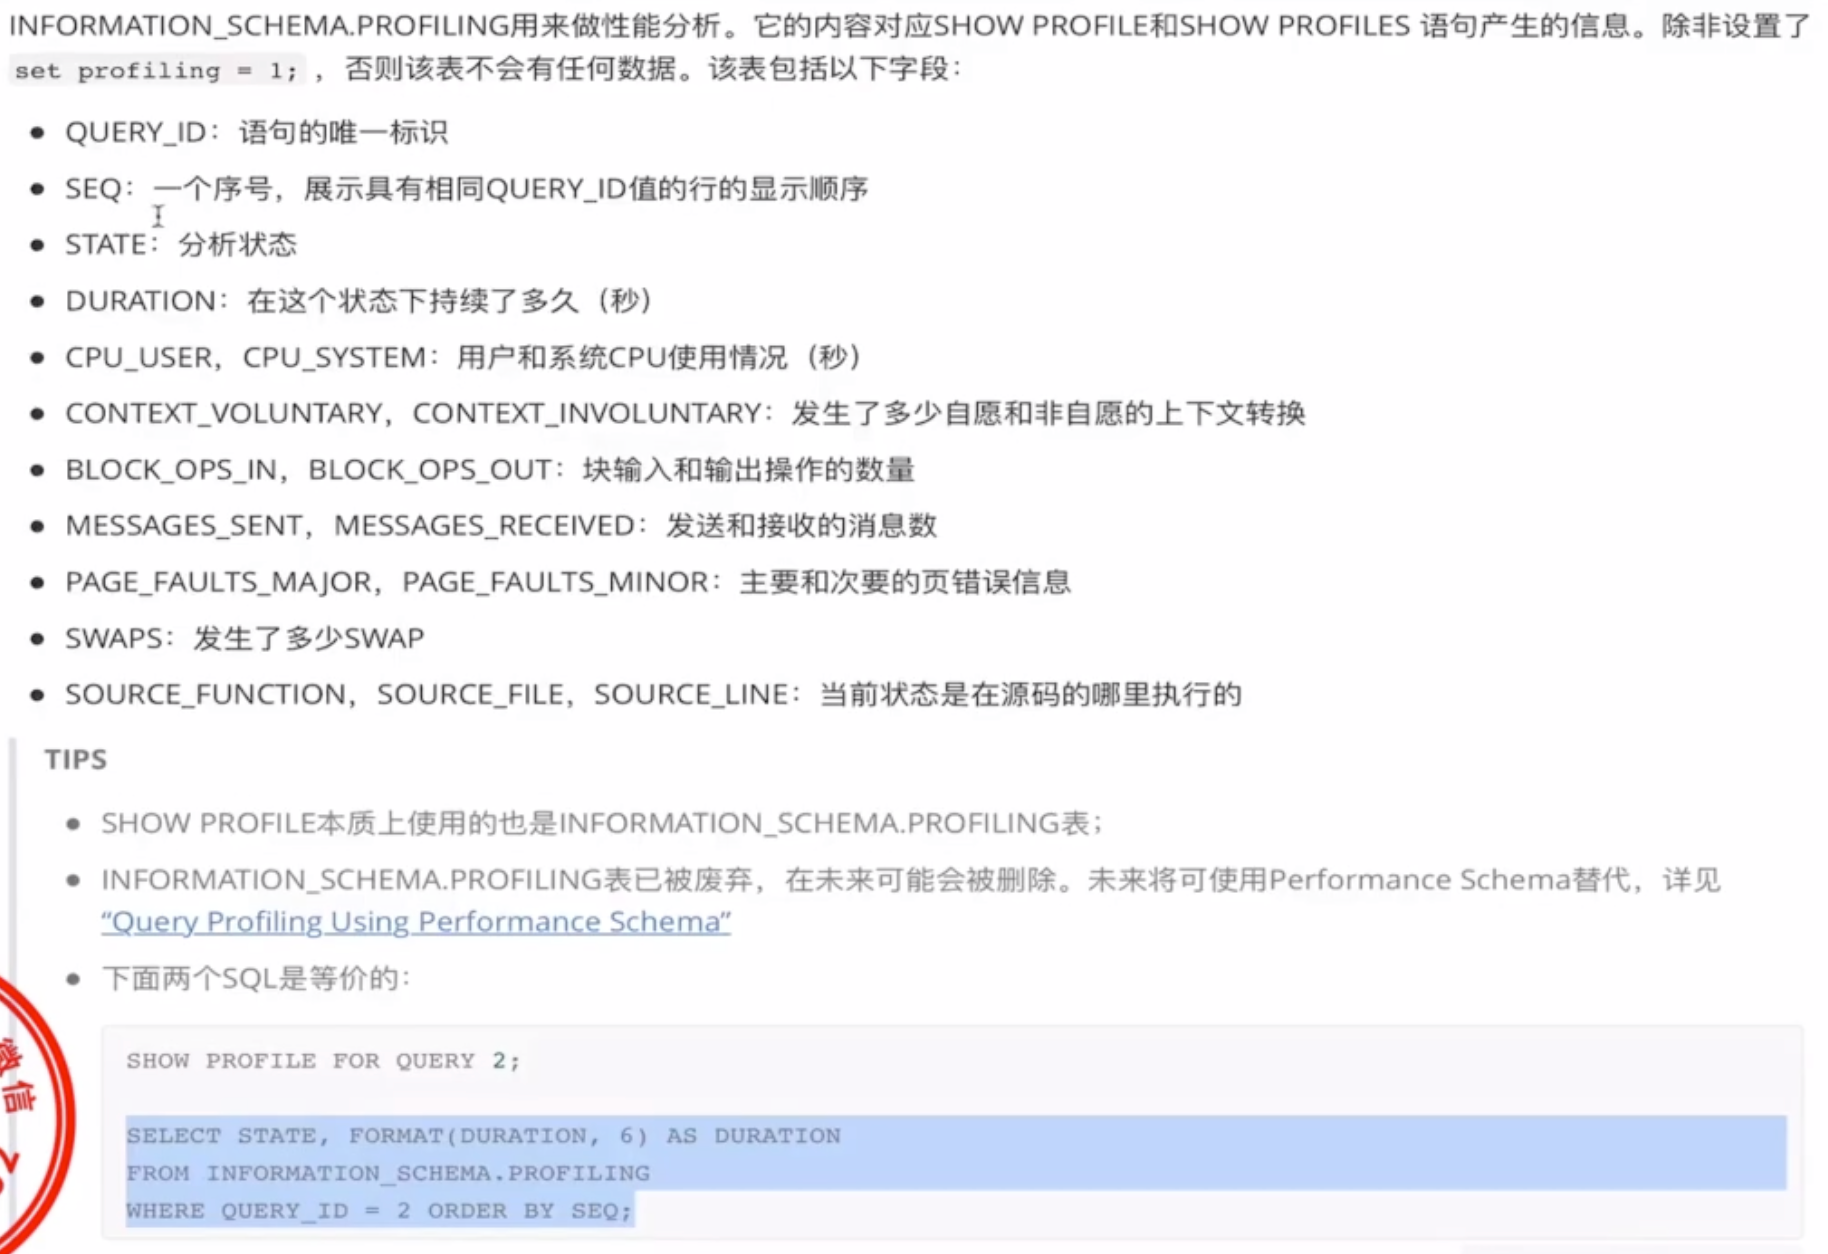 INFORMATION_SCHEMA.PROFILING用来做性能分析。它的内容对应SHOW PROFILE和SHOW PROFILES 语句产生的信息。除非设置了
set profiling = 1; ，否则该表不会有任何数据。该表包括以下字段：
• QUERY_ID：语句的唯一标识
• SEQ：一个序号，展示具有相同QUERY_ID值的行的显示顺序
• STATE：分析状态
• DURATION：在这个状态下持续了多久（秒）
• CPU_USER，CPU_SYSTEM：用户和系统CPU使用情况（秒）
• CONTEXT_VOLUNTARY，CONTEXT_INVOLUNTARY：发生了多少自愿和非自愿的上下文转换
• BLOCK_OPS_IN，BLOCK_OPS_OUT：块输入和输出操作的数量
• MESSAGES_SENT，MESSAGES_RECEIVED：发送和接收的消息数
• PAGE_FAULTS_MAJOR，PAGE_FAULTS_MINOR：主要和次要的页错误信息
• SWAPS：发生了多少SWAP
• SOURCE_FUNCTION，SOURCE_FILE，SOURCE_LINE：当前状态是在源码的哪里执行的
TIPS
• SHOW PROFILE本质上使用的也是INFORMATION_SCHEMA.PROFILING表；
• INFORMATION_SCHEMA.PROFILING表已被废弃，在未来可能会被删除。未来将可使用Performance Schema替代，详见
“Query Profiling Using Performance Schema”
• 下面两个SQL是等价的：
SHOW PROFILE FOR QUERY 2;
SELECT STATE, FORMAT(DURATION, 6) AS DURATION
FROM INFORMATION_SCHEMA.PROFILING
WHERE QUERY_ID = 2 ORDER BY SEQ;
微信